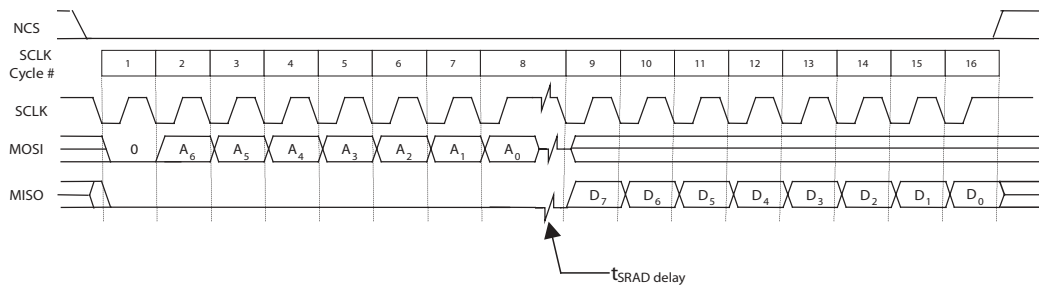 NCS
SCLK
Cycle #
1 2 3 4 5 6 7 8 9 10 11 12 13 14 15 16
SCLK
MOSI
0 A6 A5 A4 A3 A2 A1 A0
MISO
D7 D6 D5 D4 D3 D2 D1 D0
tSRAD delay